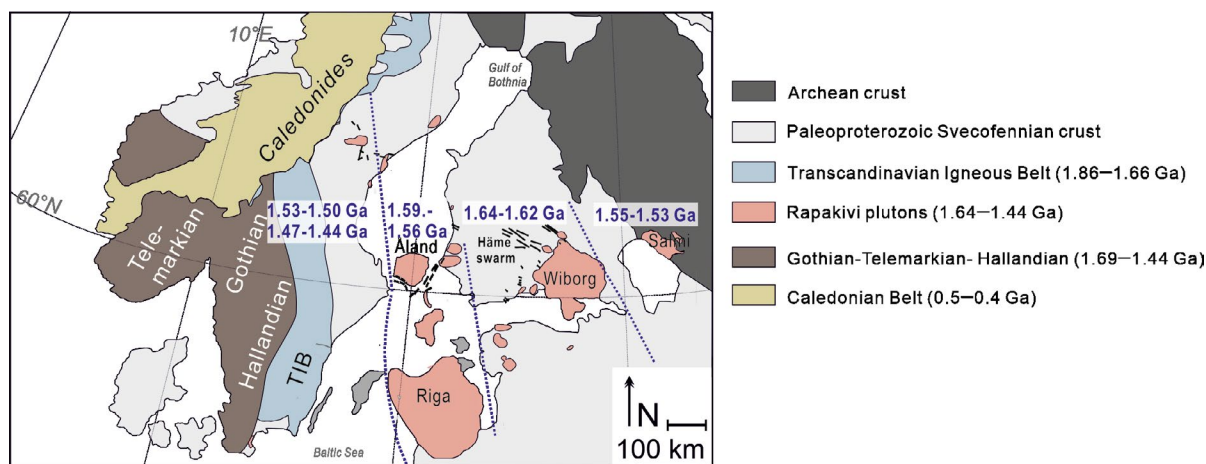 10°E
60°N
Gulf of
Bothnia
Caledonides
Tele-
markian
Gothian
Hallandian
TIB
1.53-1.50 Ga
1.47-1.44 Ga
1.59.-
1.56 Ga
1.64-1.62 Ga
1.55-1.53 Ga
Åland
Häme
swarm
Wiborg
Salmi
Riga
Baltic Sea
N
100 km
Archean crust
Paleoproterozoic Svecofennian crust
Transcandinavian Igneous Belt (1.86–1.66 Ga)
Rapakivi plutons (1.64–1.44 Ga)
Gothian-Telemarkian- Hallandian (1.69–1.44 Ga)
Caledonian Belt (0.5–0.4 Ga)